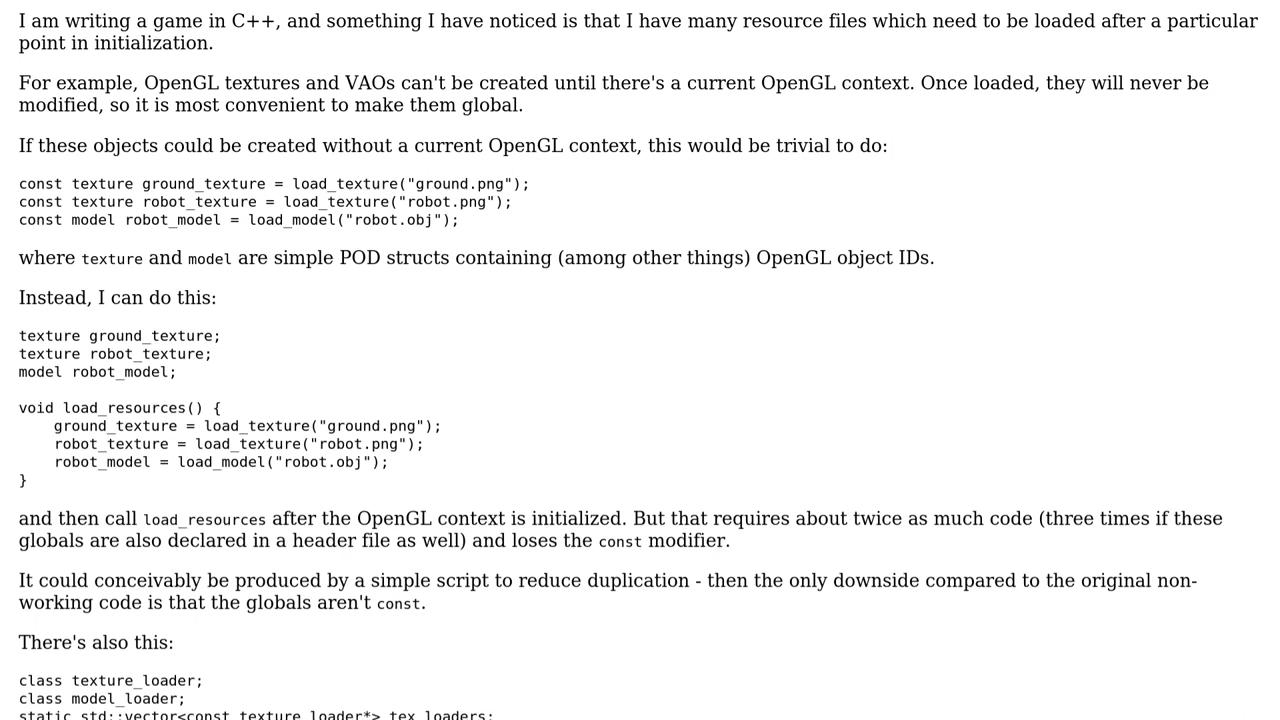 I am writing a game in C++, and something I have noticed is that I have many resource files which need to be loaded after a particular
point in initialization.
For example, OpenGL textures and VAOs can't be created until there's a current OpenGL context. Once loaded, they will never be
modified, so it is most convenient to make them global.
If these objects could be created without a current OpenGL context, this would be trivial to do:
const texture ground_texture = load_texture("ground.png");
const texture robot_texture = load_texture("robot.png");
const model robot_model = load_model("robot.obj");
where texture and model are simple POD structs containing (among other things) OpenGL object IDs.
Instead, I can do this:
texture ground_texture;
texture robot_texture;
model robot_model;
void load_resources() {
    ground_texture = load_texture("ground.png");
    robot_texture = load_texture("robot.png");
    robot_model = load_model("robot.obj");
}
and then call load_resources after the OpenGL context is initialized. But that requires about twice as much code (three times if these
globals are also declared in a header file as well) and loses the const modifier.
It could conceivably be produced by a simple script to reduce duplication - then the only downside compared to the original non-
working code is that the globals aren't const.
There's also this:
class texture_loader;
class model_loader;
static std::vector<const texture_loader*> tex_loaders;